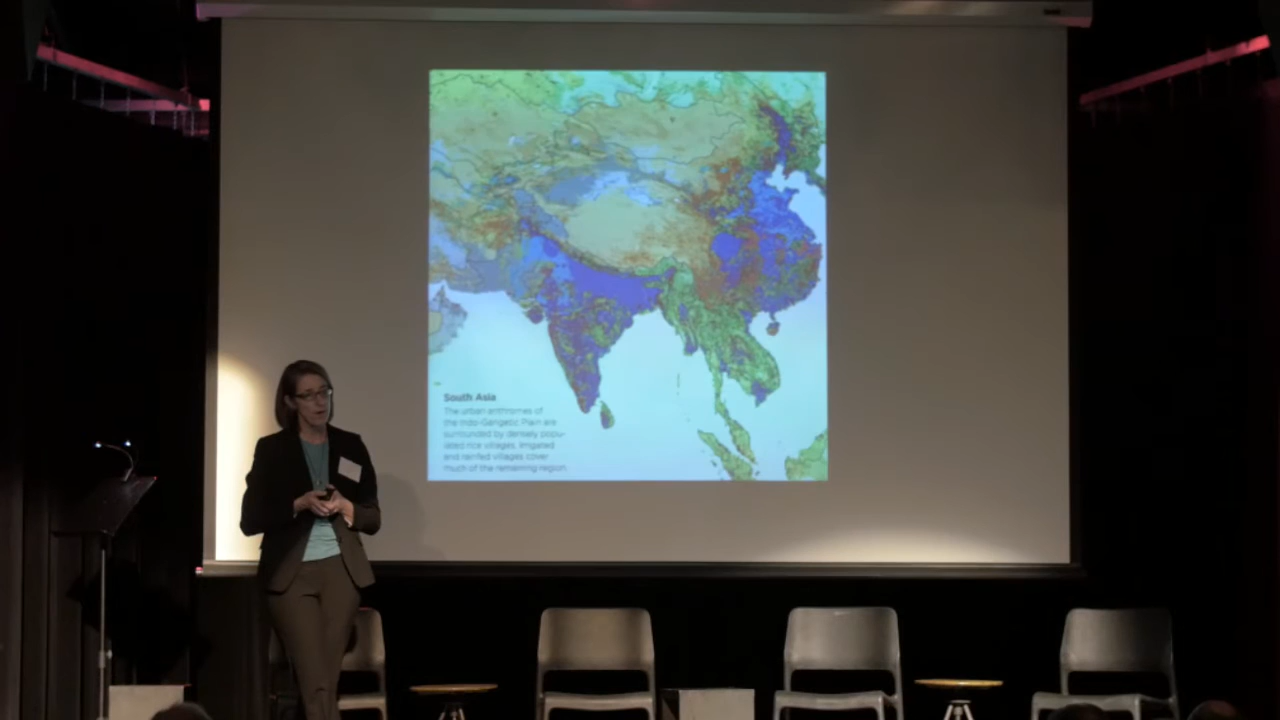 South Asia
The urban anthromes of
the Indo-Gangetic Plain are
surrounded by densely popu-
lated rice villages. Irrigated
and rainfed villages cover
much of the remaining region.